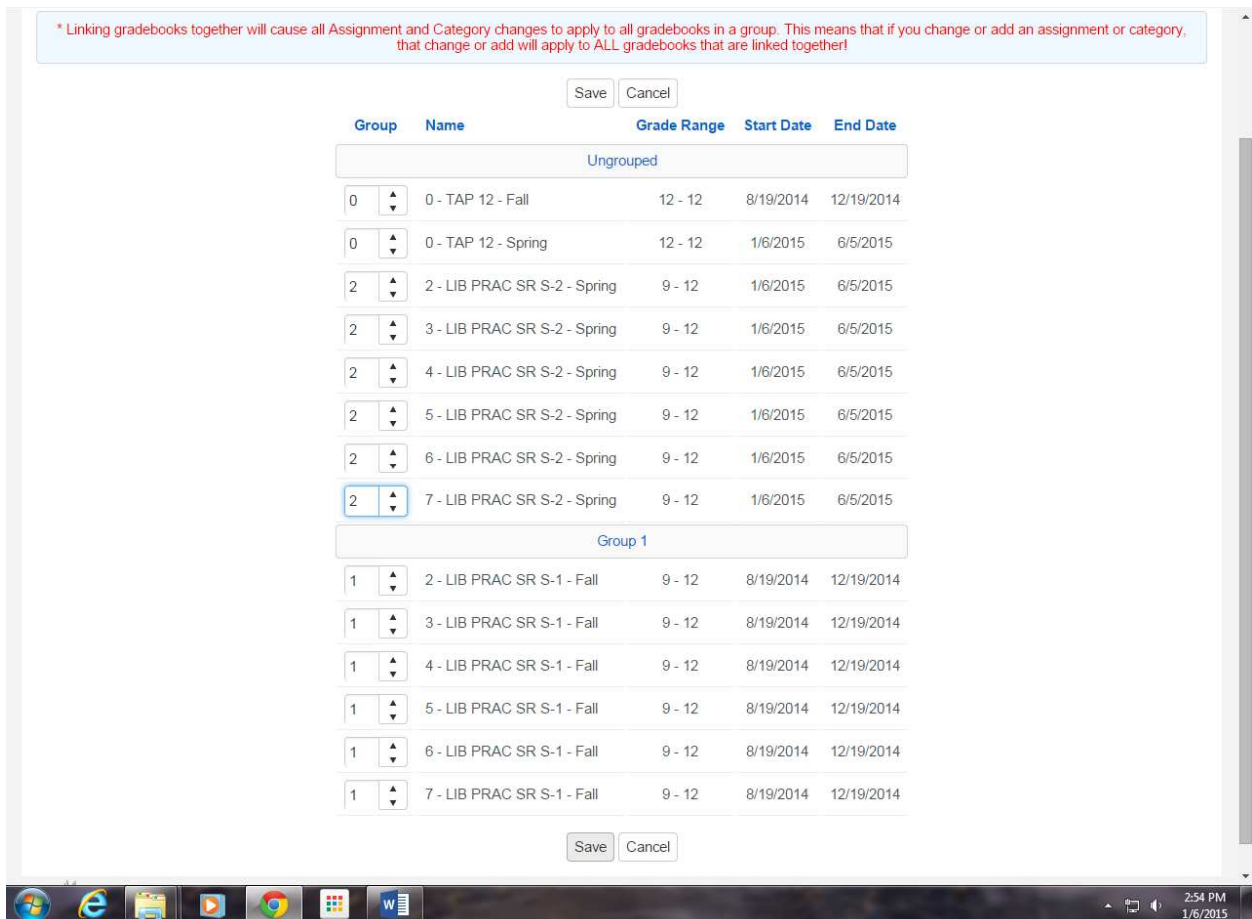 * Linking gradebooks together will cause all Assignment and Category changes to apply to all gradebooks in a group. This means that if you change or add an assignment or category,
that change or add will apply to ALL gradebooks that are linked together!
Save Cancel
Group Name Grade Range Start Date End Date
Ungrouped
0 0 - TAP 12 - Fall 12 - 12 8/19/2014 12/19/2014
0 0 - TAP 12 - Spring 12 - 12 1/6/2015 6/5/2015
2 2 - LIB PRAC SR S-2 - Spring 9 - 12 1/6/2015 6/5/2015
2 3 - LIB PRAC SR S-2 - Spring 9 - 12 1/6/2015 6/5/2015
2 4 - LIB PRAC SR S-2 - Spring 9 - 12 1/6/2015 6/5/2015
2 5 - LIB PRAC SR S-2 - Spring 9 - 12 1/6/2015 6/5/2015
2 6 - LIB PRAC SR S-2 - Spring 9 - 12 1/6/2015 6/5/2015
2 7 - LIB PRAC SR S-2 - Spring 9 - 12 1/6/2015 6/5/2015
Group 1
1 2 - LIB PRAC SR S-1 - Fall 9 - 12 8/19/2014 12/19/2014
1 3 - LIB PRAC SR S-1 - Fall 9 - 12 8/19/2014 12/19/2014
1 4 - LIB PRAC SR S-1 - Fall 9 - 12 8/19/2014 12/19/2014
1 5 - LIB PRAC SR S-1 - Fall 9 - 12 8/19/2014 12/19/2014
1 6 - LIB PRAC SR S-1 - Fall 9 - 12 8/19/2014 12/19/2014
1 7 - LIB PRAC SR S-1 - Fall 9 - 12 8/19/2014 12/19/2014
Save Cancel
2:54 PM
1/6/2015